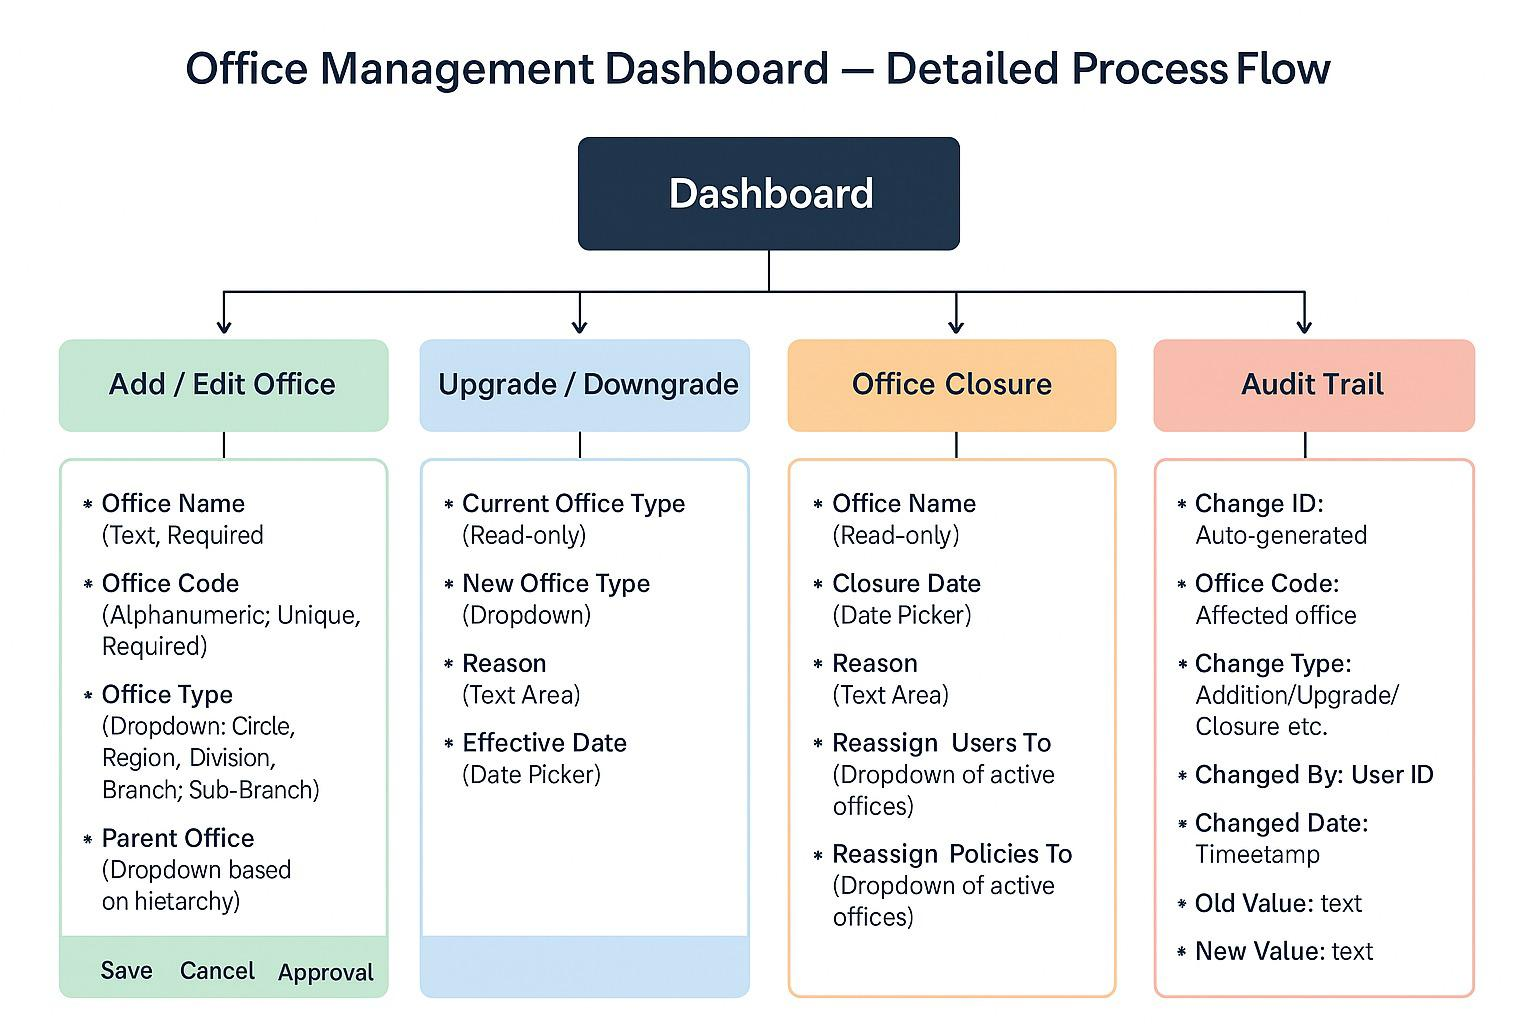 Office Management Dashboard — Detailed Process Flow
Dashboard
Add / Edit Office
* Office Name
(Text, Required
* Office Code
(Alphanumeric; Unique,
Required)
* Office Type
(Dropdown: Circle,
Region, Division,
Branch; Sub-Branch)
* Parent Office
(Dropdown based
on hietarchy)
Save Cancel Approval
Upgrade / Downgrade
* Current Office Type
(Read-only)
* New Office Type
(Dropdown)
* Reason
(Text Area)
* Effective Date
(Date Picker)
Office Closure
* Office Name
(Read-only)
* Closure Date
(Date Picker)
* Reason
(Text Area)
* Reassign Users To
(Dropdown of active
offices)
* Reassign Policies To
(Dropdown of active
offices)
Audit Trail
* Change ID:
Auto-generated
* Office Code:
Affected office
* Change Type:
Addition/Upgrade/
Closure etc.
* Changed By: User ID
* Changed Date:
Timeetamp
* Old Value: text
* New Value: text